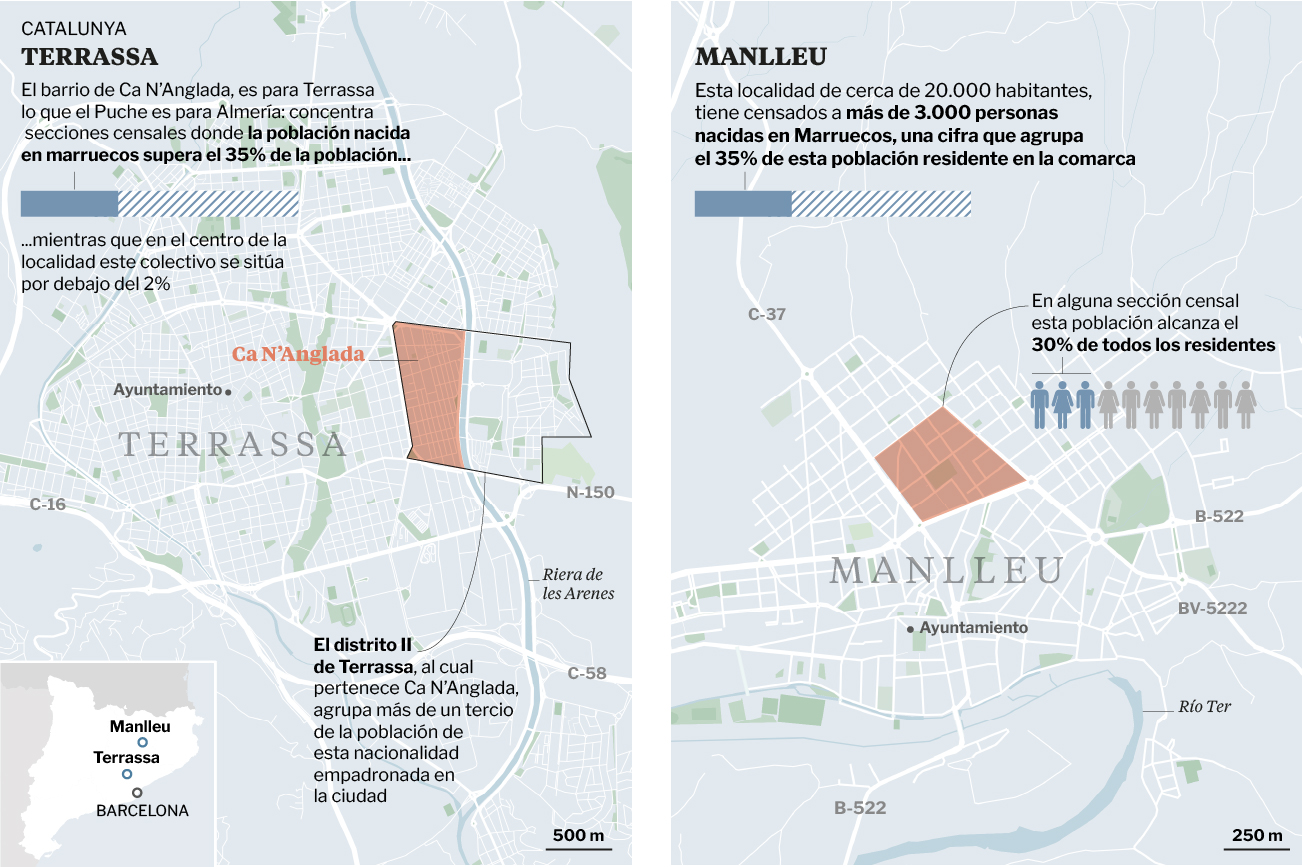 CATALUNYA
TERRASSA
El barrio de Ca N’Anglada, es para Terrassa
lo que el Puche es para Almería: concentra
secciones censales donde la población nacida
en marruecos supera el 35% de la población...
...mientras que en el centro de la
localidad este colectivo se sitúa
por debajo del 2%
Ca N’Anglada
Ayuntamiento
TERRASSA
C-16
N-150
Riera de
les Arenes
El distrito II
de Terrassa, al cual
pertenece Ca N’Anglada,
agrupa más de un tercio
de la población de
esta nacionalidad
empadronada en
la ciudad
C-58
Manlleu
Terrassa
BARCELONA
500 m
MANLLEU
Esta localidad de cerca de 20.000 habitantes,
tiene censados a más de 3.000 personas
nacidas en Marruecos, una cifra que agrupa
el 35% de esta población residente en la comarca
C-37
En alguna sección censal
esta población alcanza el
30% de todos los residentes
B-522
MANLLEU
BV-5222
Ayuntamiento
Río Ter
B-522
250 m